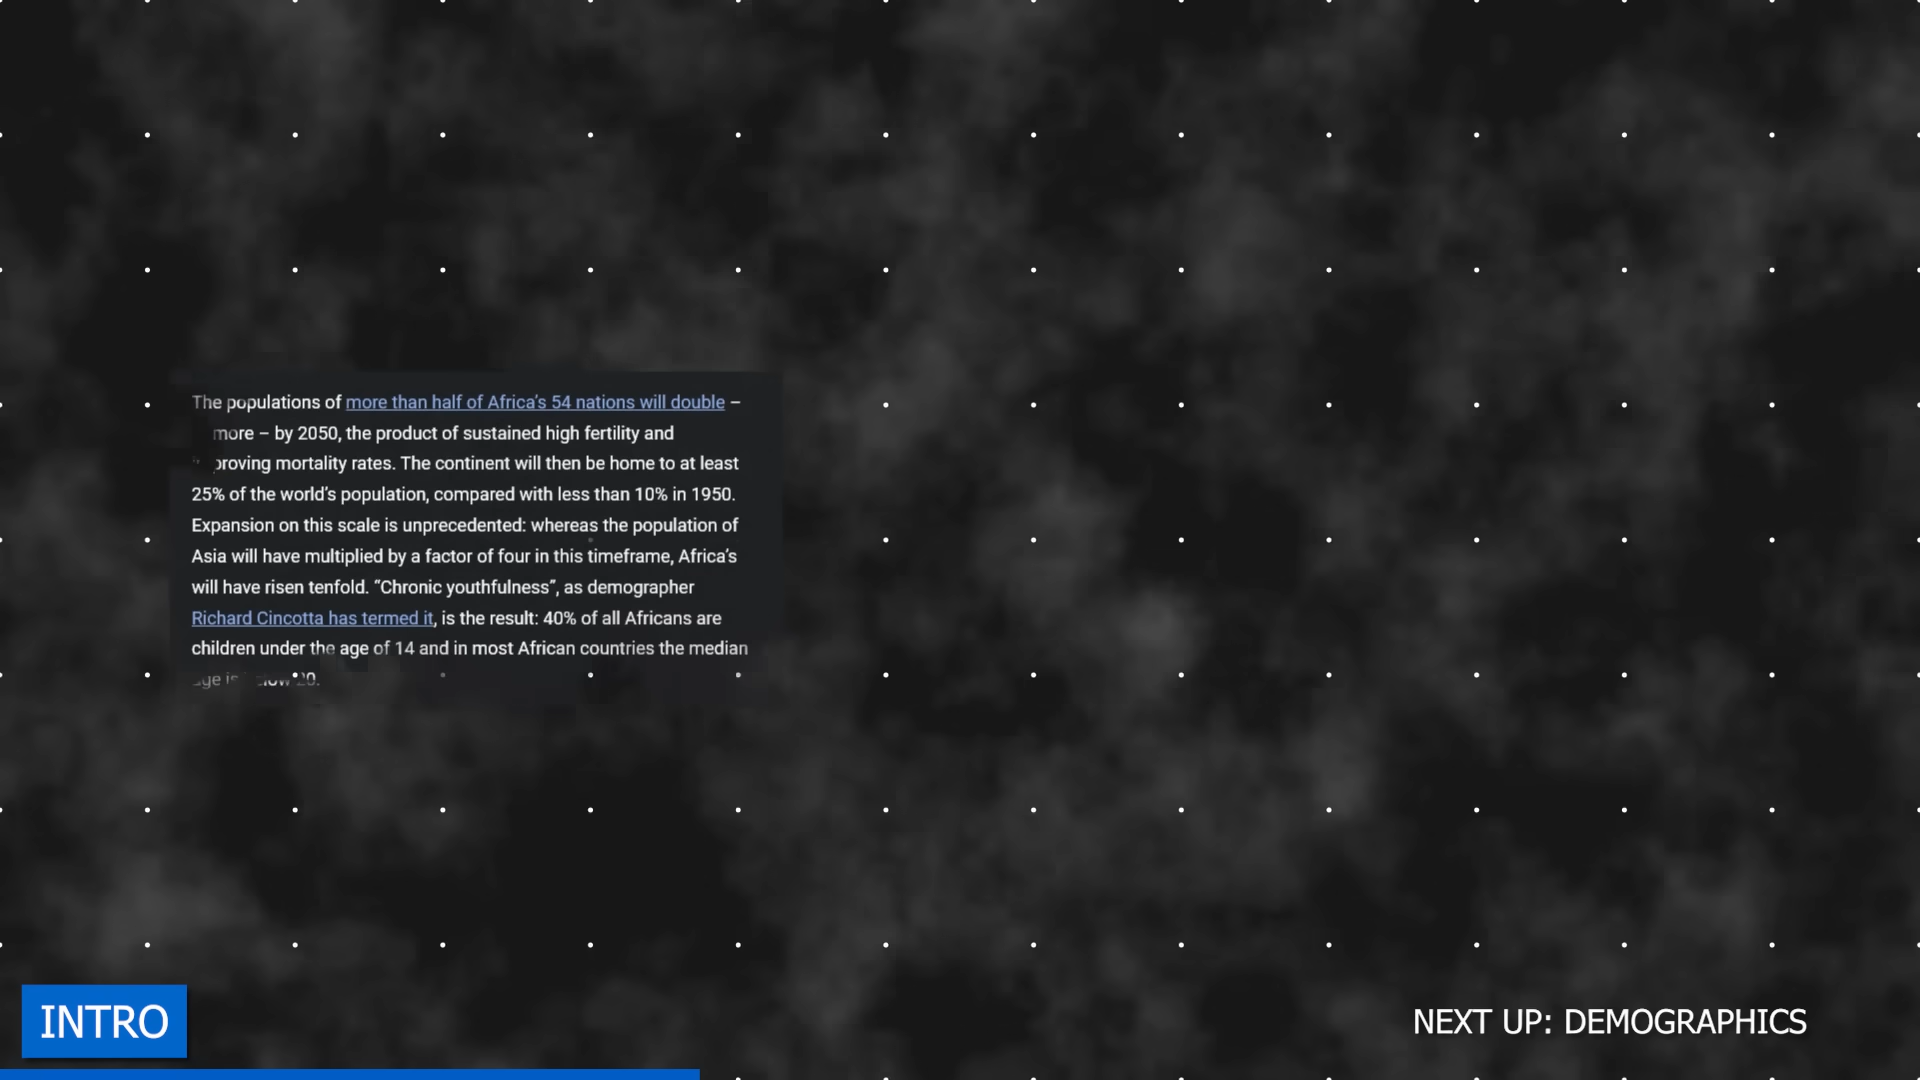 The populations of more than half of Africa's 54 nations will double –
more – by 2050, the product of sustained high fertility and
proving mortality rates. The continent will then be home to at least
25% of the world's population, compared with less than 10% in 1950.
Expansion on this scale is unprecedented: whereas the population of
Asia will have multiplied by a factor of four in this timeframe, Africa's
will have risen tenfold. “Chronic youthfulness”, as demographer
Richard Cincotta has termed it, is the result: 40% of all Africans are
children under the age of 14 and in most African countries the median
20.
INTRO
NEXT UP: DEMOGRAPHICS